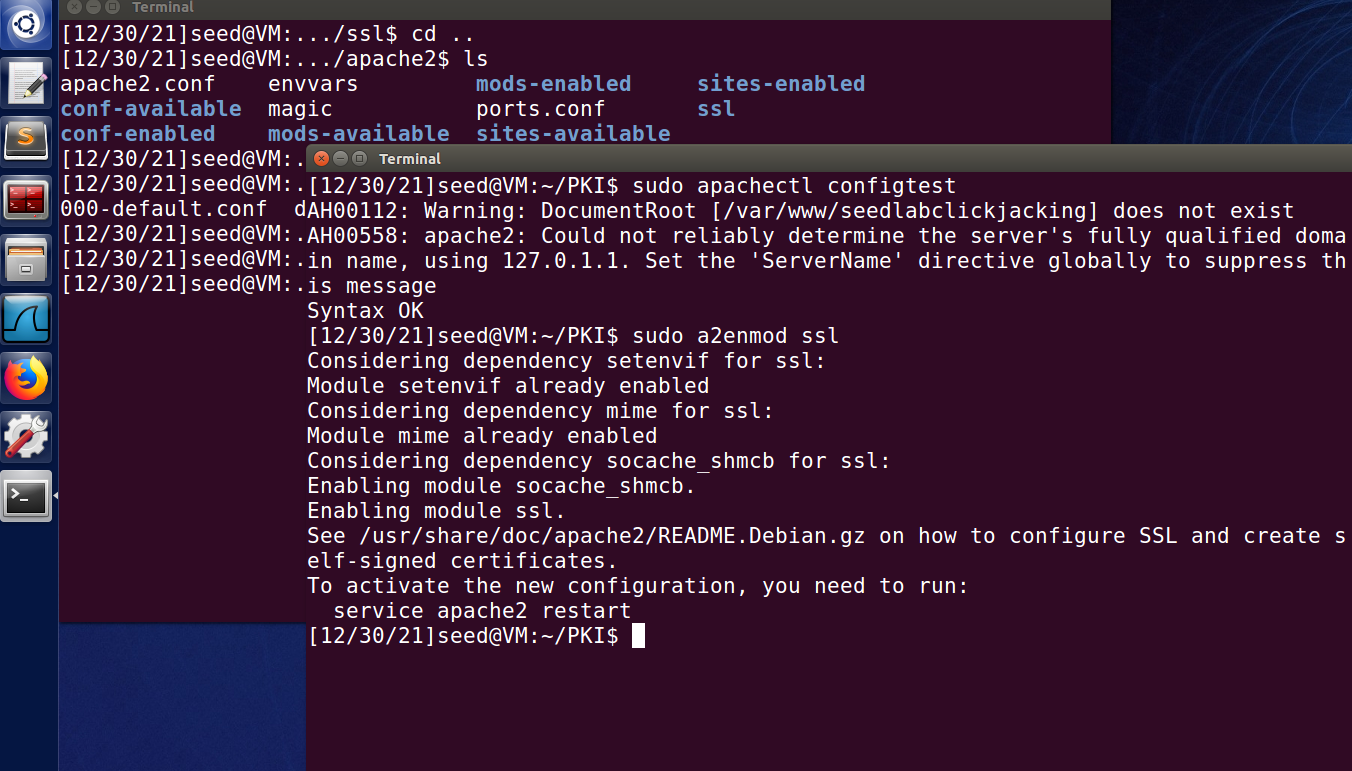 Terminal
[12/30/21]seed@VM:.../ssl$ cd ..
[12/30/21]seed@VM:.../apache2$ ls
apache2.conf    envvars         mods-enabled     sites-enabled
conf-available  magic           ports.conf       ssl
conf-enabled    mods-available  sites-available
[12/30/21]seed@VM:.
[12/30/21]seed@VM:.
000-default.conf  d
[12/30/21]seed@VM:.
[12/30/21]seed@VM:.
[12/30/21]seed@VM:.
Terminal
[12/30/21]seed@VM:~/PKI$ sudo apachectl configtest
AH00112: Warning: DocumentRoot [/var/www/seedlabclickjacking] does not exist
AH00558: apache2: Could not reliably determine the server's fully qualified doma
in name, using 127.0.1.1. Set the 'ServerName' directive globally to suppress th
is message
Syntax OK
[12/30/21]seed@VM:~/PKI$ sudo a2enmod ssl
Considering dependency setenvif for ssl:
Module setenvif already enabled
Considering dependency mime for ssl:
Module mime already enabled
Considering dependency socache_shmcb for ssl:
Enabling module socache_shmcb.
Enabling module ssl.
See /usr/share/doc/apache2/README.Debian.gz on how to configure SSL and create s
elf-signed certificates.
To activate the new configuration, you need to run:
  service apache2 restart
[12/30/21]seed@VM:~/PKI$